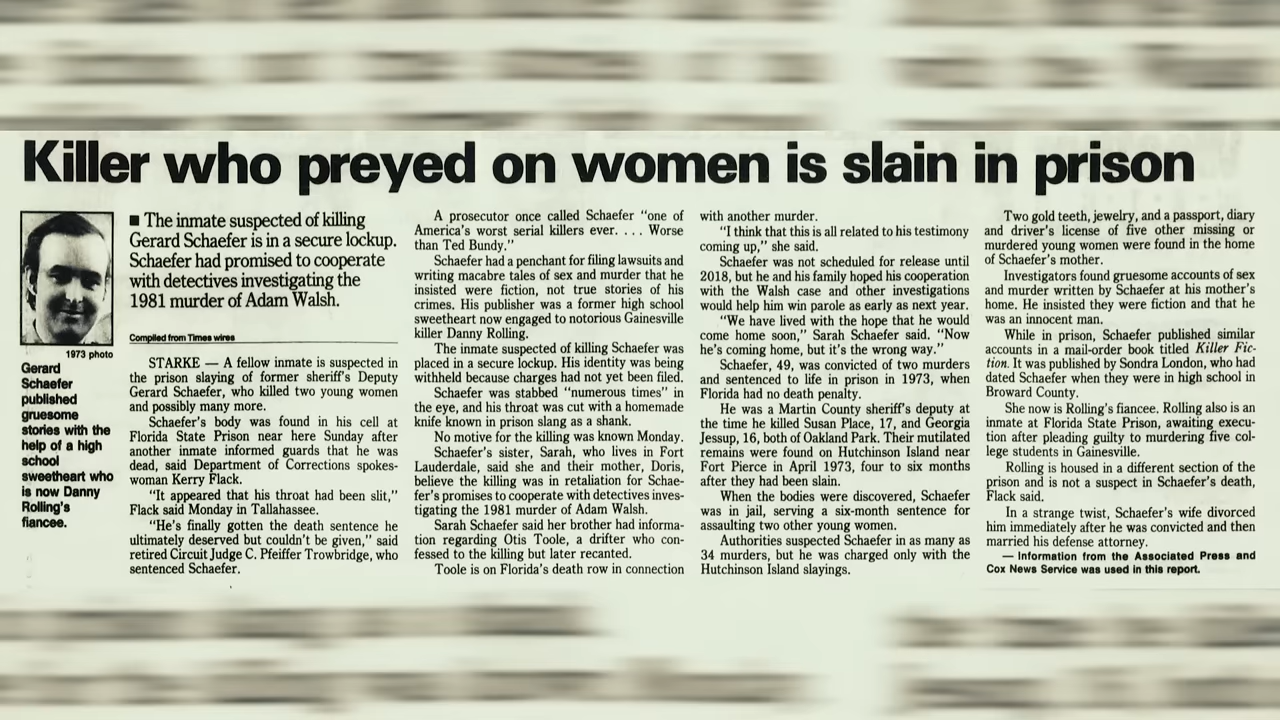 Killer who preyed on women is slain in prison
1973 photo
Gerard
Schaefer
published
gruesome
stories with the
help of a high
school
sweetheart who
is now Danny
Rolling's
fiancee.
■ The inmate suspected of killing
Gerard Schaefer is in a secure lockup.
Schaefer had promised to cooperate
with detectives investigating the
1981 murder of Adam Walsh.
Compiled from Times wires
STARKE — A fellow inmate is suspected in
the prison slaying of former sheriff's Deputy
Gerard Schaefer, who killed two young women
and possibly many more.
Schaefer's body was found in his cell at
Florida State Prison near here Sunday after
another inmate informed guards that he was
dead, said Department of Corrections spokes-
woman Kerry Flack.
"It appeared that his throat had been slit,"
Flack said Monday in Tallahassee.
"He's finally gotten the death sentence he
ultimately deserved but couldn't be given," said
retired Circuit Judge C. Pfeiffer Trowbridge, who
sentenced Schaefer.
A prosecutor once called Schaefer "one of
America's worst serial killers ever. . . . Worse
than Ted Bundy."
Schaefer had a penchant for filing lawsuits and
writing macabre tales of sex and murder that he
insisted were fiction, not true stories of his
crimes. His publisher was a former high school
sweetheart now engaged to notorious Gainesville
killer Danny Rolling.
The inmate suspected of killing Schaefer was
placed in a secure lockup. His identity was being
withheld because charges had not yet been filed.
Schaefer was stabbed "numerous times" in
the eye, and his throat was cut with a homemade
knife known in prison slang as a shank.
No motive for the killing was known Monday.
Schaefer's sister, Sarah, who lives in Fort
Lauderdale, said she and their mother, Doris,
believe the killing was in retaliation for Schae-
fer's promises to cooperate with detectives inves-
tigating the 1981 murder of Adam Walsh.
Sarah Schaefer said her brother had informa-
tion regarding Otis Toole, a drifter who con-
fessed to the killing but later recanted.
Toole is on Florida's death row in connection
with another murder.
"I think that this is all related to his testimony
coming up," she said.
Schaefer was not scheduled for release until
2018, but he and his family hoped his cooperation
with the Walsh case and other investigations
would help him win parole as early as next year.
"We have lived with the hope that he would
come home soon," Sarah Schaefer said. "Now
he's coming home, but it's the wrong way."
Schaefer, 49, was convicted of two murders
and sentenced to life in prison in 1973, when
Florida had no death penalty.
He was a Martin County sheriff's deputy at
the time he killed Susan Place, 17, and Georgia
Jessup, 16, both of Oakland Park. Their mutilated
remains were found on Hutchinson Island near
Fort Pierce in April 1973, four to six months
after they had been slain.
When the bodies were discovered, Schaefer
was in jail, serving a six-month sentence for
assaulting two other young women.
Authorities suspected Schaefer in as many as
34 murders, but he was charged only with the
Hutchinson Island slayings.
Two gold teeth, jewelry, and a passport, diary
and driver's license of five other missing or
murdered young women were found in the home
of Schaefer's mother.
Investigators found gruesome accounts of sex
and murder written by Schaefer at his mother's
home. He insisted they were fiction and that he
was an innocent man.
While in prison, Schaefer published similar
accounts in a mail-order book titled Killer Fic-
tion. It was published by Sondra London, who had
dated Schaefer when they were in high school in
Broward County.
She now is Rolling's fiancee. Rolling also is an
inmate at Florida State Prison, awaiting execu-
tion after pleading guilty to murdering five col-
lege students in Gainesville.
Rolling is housed in a different section of the
prison and is not a suspect in Schaefer's death,
Flack said.
In a strange twist, Schaefer's wife divorced
him immediately after he was convicted and then
married his defense attorney.
— Information from the Associated Press and
Cox News Service was used in this report.